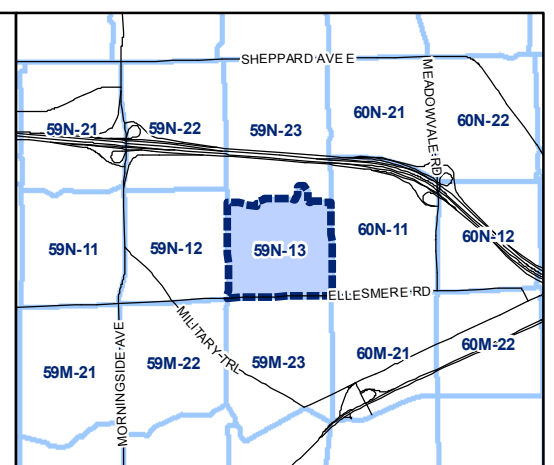 SHEPPARD AVE E
MEADOWVALE RD
59N-21
59N-22
59N-23
60N-21
60N-22
59N-11
59N-12
59N-13
60N-11
60N-12
ELLESMERE RD
MILITARY TRL
MORNINGSIDE AVE
59M-21
59M-22
59M-23
60M-21
60M-22